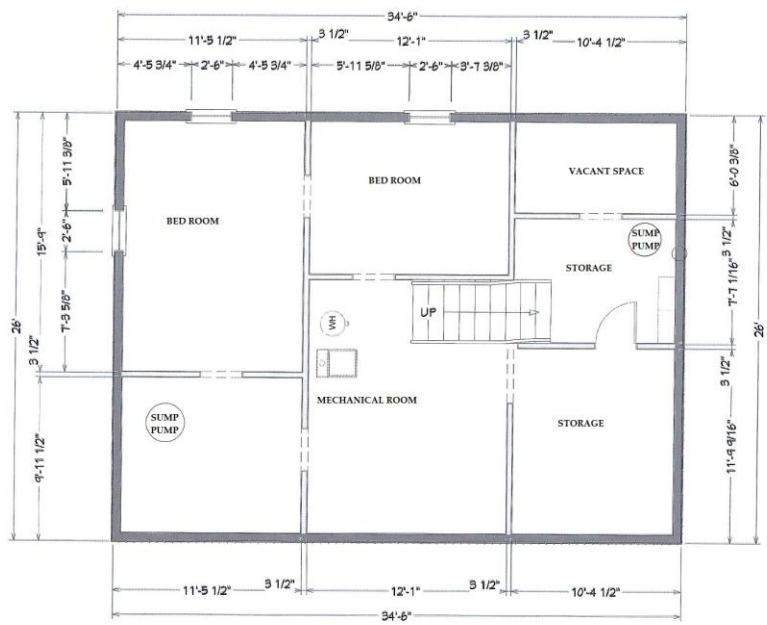 34'-6"
11'-5 1/2"
3 1/2"
12'-1"
3 1/2"
10'-4 1/2"
4'-5 3/4"
2'-6"
4'-5 3/4"
5'-11 5/8"
2'-6"
3'-7 3/8"
26'
15'-9"
3 1/2"
9'-11 1/2"
5'-11 3/8"
2'-6"
7'-3 5/8"
BED ROOM
BED ROOM
VACANT SPACE
SUMP
PUMP
STORAGE
UP
WH
MECHANICAL ROOM
SUMP
PUMP
STORAGE
6'-0 3/8"
3 1/2"
7'-7 1/16"
3 1/2"
11'-9 9/16"
26'
11'-5 1/2"
3 1/2"
12'-1"
3 1/2"
10'-4 1/2"
34'-6"